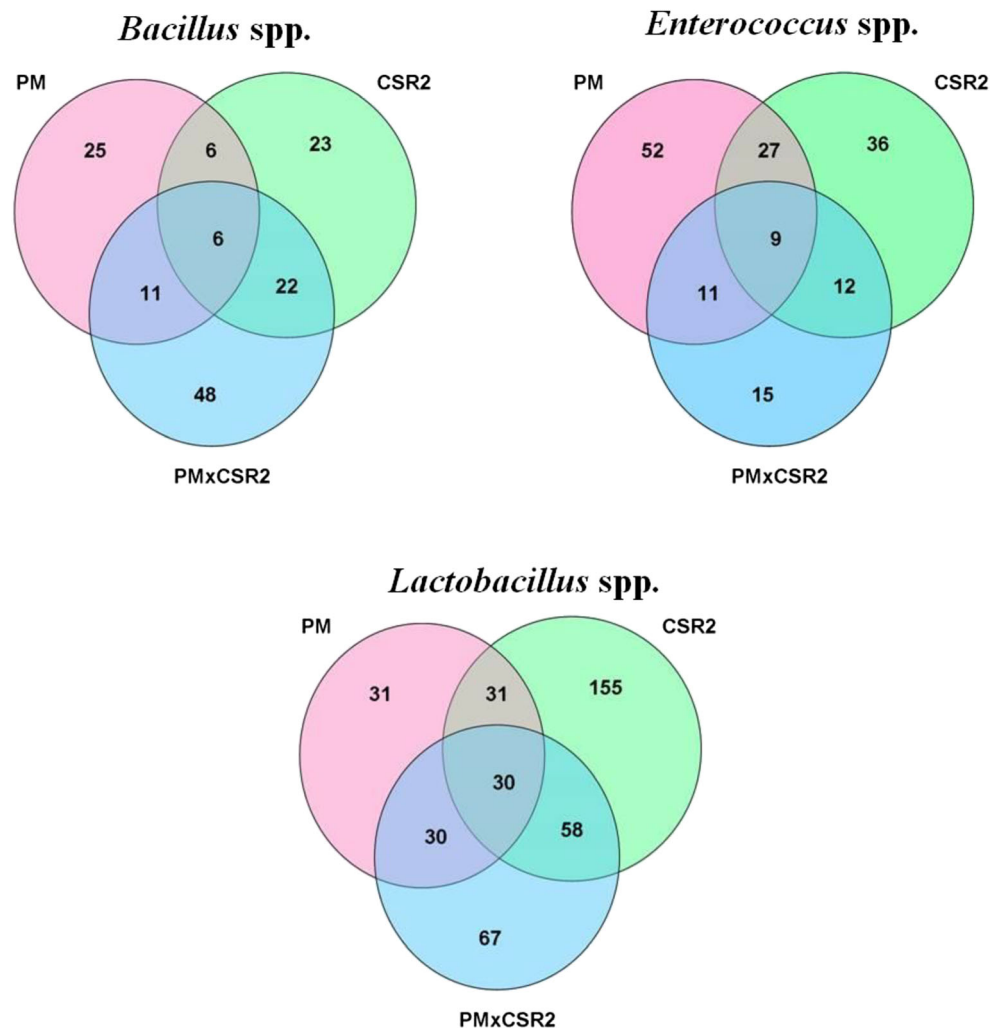 Bacillus spp.
PM
CSR2
25
6
23
6
11
22
48
PMxCSR2
Enterococcus spp.
PM
CSR2
52
27
36
9
11
12
15
PMxCSR2
Lactobacillus spp.
PM
CSR2
31
31
155
30
30
58
67
PMxCSR2